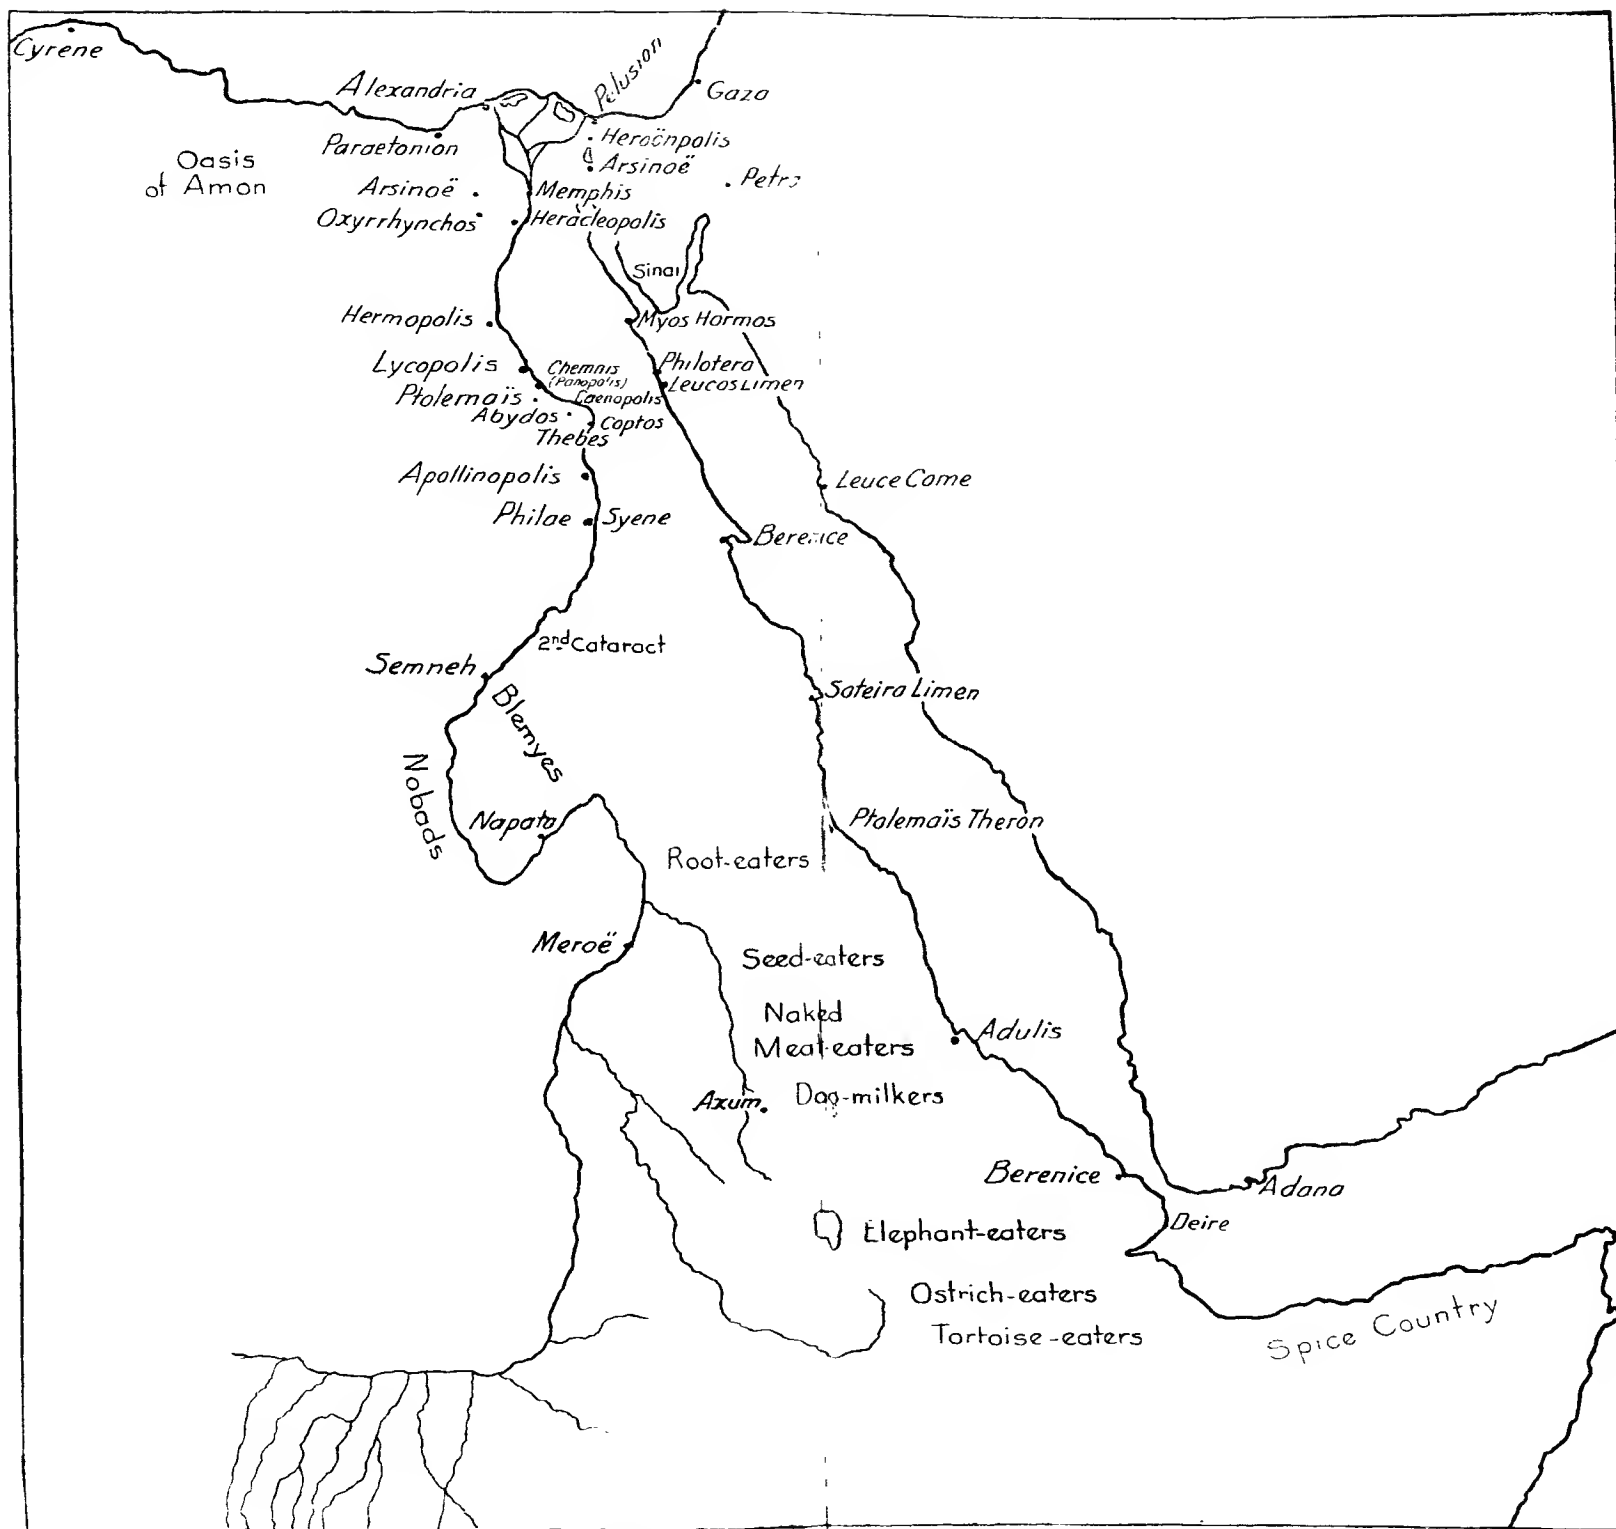 Cyrene
Alexandria
Pelusion
Gaza
Paraetonion
Heroönpolis
Oasis
of Amon
Arsinoë
Petra
Arsinoë
Memphis
Oxyrrhynchos
Heracleopolis
Sinai
Hermopolis
Myos Hormos
Lycopolis
Chemnis
(Panopolis)
Philotera
Leucos Limen
Ptolemaïs
Caenopolis
Abydos
Coptos
Thebes
Apollinopolis
Leuce Come
Philae
Syene
Berenice
2nd Cataract
Semneh
Blemyes
Soteira Limen
Nobads
Napata
Ptolemaïs Theron
Root-eaters
Meroë
Seed-eaters
Naked
Meat-eaters
Adulis
Axum
Dog-milkers
Berenice
Adana
Deire
Elephant-eaters
Ostrich-eaters
Tortoise-eaters
Spice Country